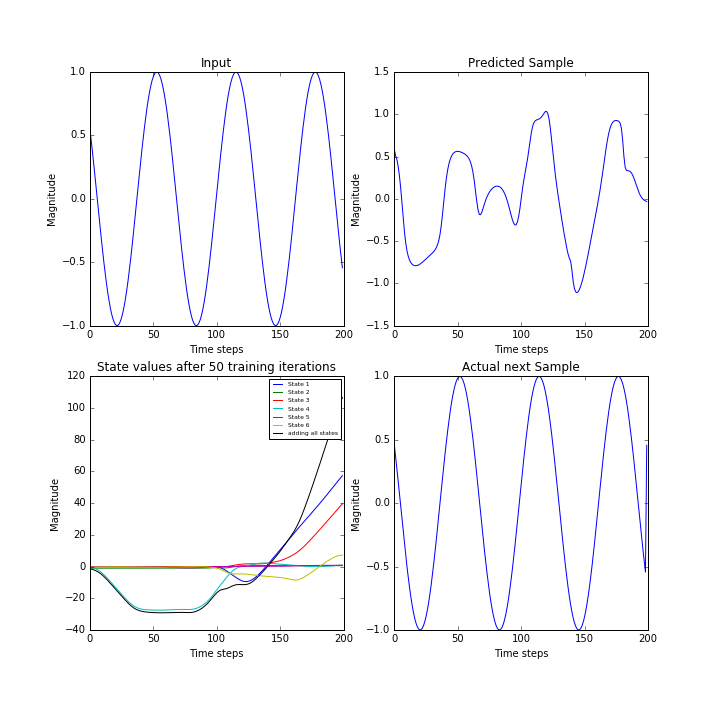 Input
Magnitude
1.0
0.5
0.0
−0.5
−1.0
0 50 100 150 200
Time steps
Predicted Sample
Magnitude
1.5
1.0
0.5
0.0
−0.5
−1.0
−1.5
0 50 100 150 200
Time steps
State values after 50 training iterations
Magnitude
120
100
80
60
40
20
0
−20
−40
0 50 100 150 200
Time steps
State 1
State 2
State 3
State 4
State 5
State 6
adding all states
Actual next Sample
Magnitude
1.0
0.5
0.0
−0.5
−1.0
0 50 100 150 200
Time steps